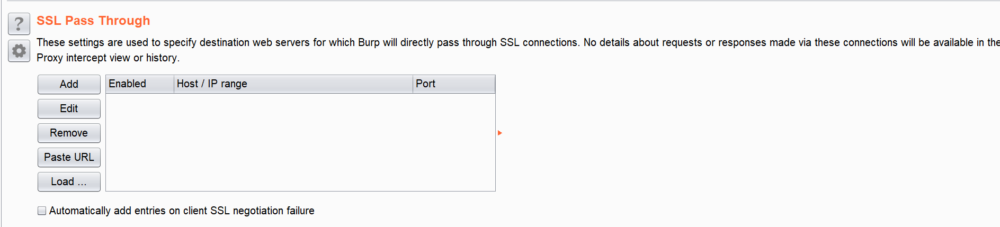 ?
SSL Pass Through
These settings are used to specify destination web servers for which Burp will directly pass through SSL connections. No details about requests or responses made via these connections will be available in the
Proxy intercept view or history.
Add
Enabled Host / IP range Port
Edit
Remove
Paste URL
Load ...
Automatically add entries on client SSL negotiation failure